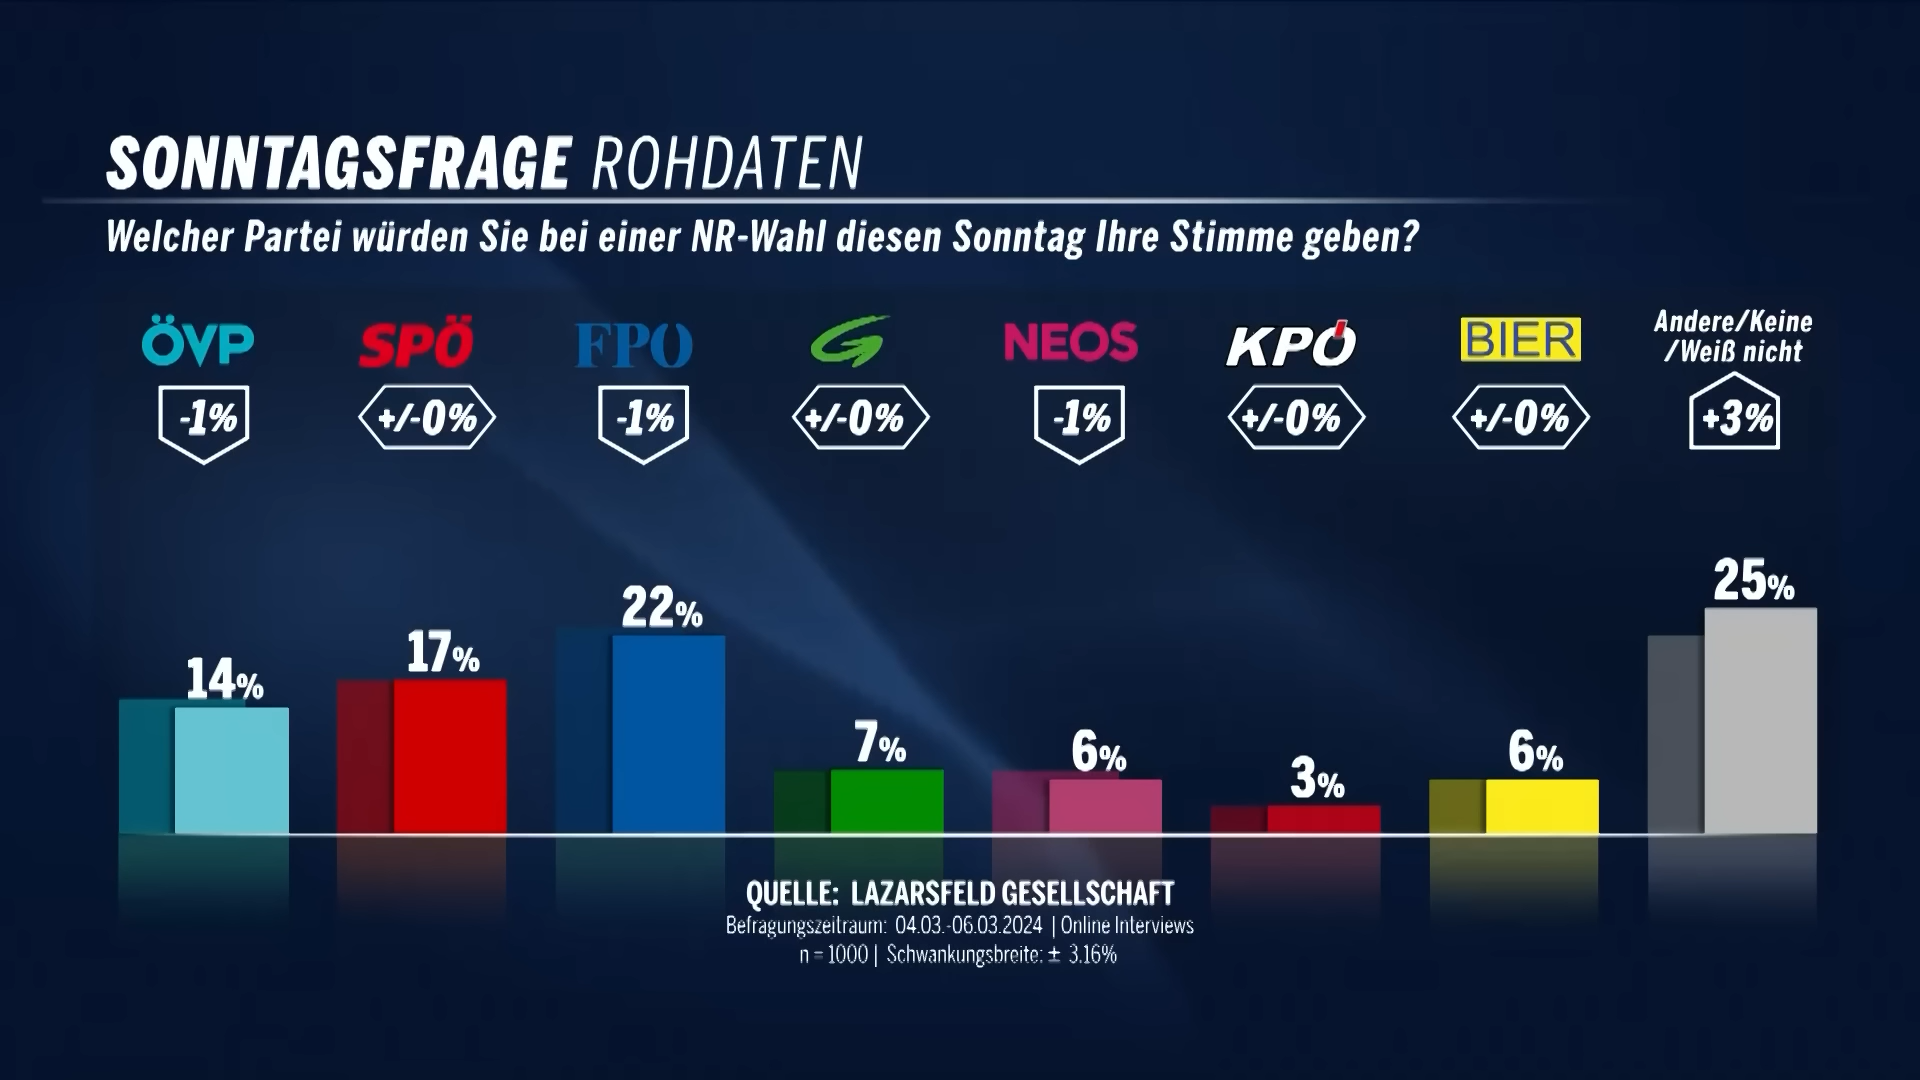 SONNTAGSFRAGE ROHDATEN
Welcher Partei würden Sie bei einer NR-Wahl diesen Sonntag Ihre Stimme geben?
ÖVP SPÖ FPÖ G NEOS KPÖ BIER Andere/Keine
/Weiß nicht
-1% +/-0% -1% +/-0% -1% +/-0% +/-0% +3%
14% 17% 22% 7% 6% 3% 6% 25%
QUELLE: LAZARSFELD GESELLSCHAFT
Befragungszeitraum: 04.03.-06.03.2024 | Online Interviews
n = 1000 | Schwankungsbreite: ± 3.16%